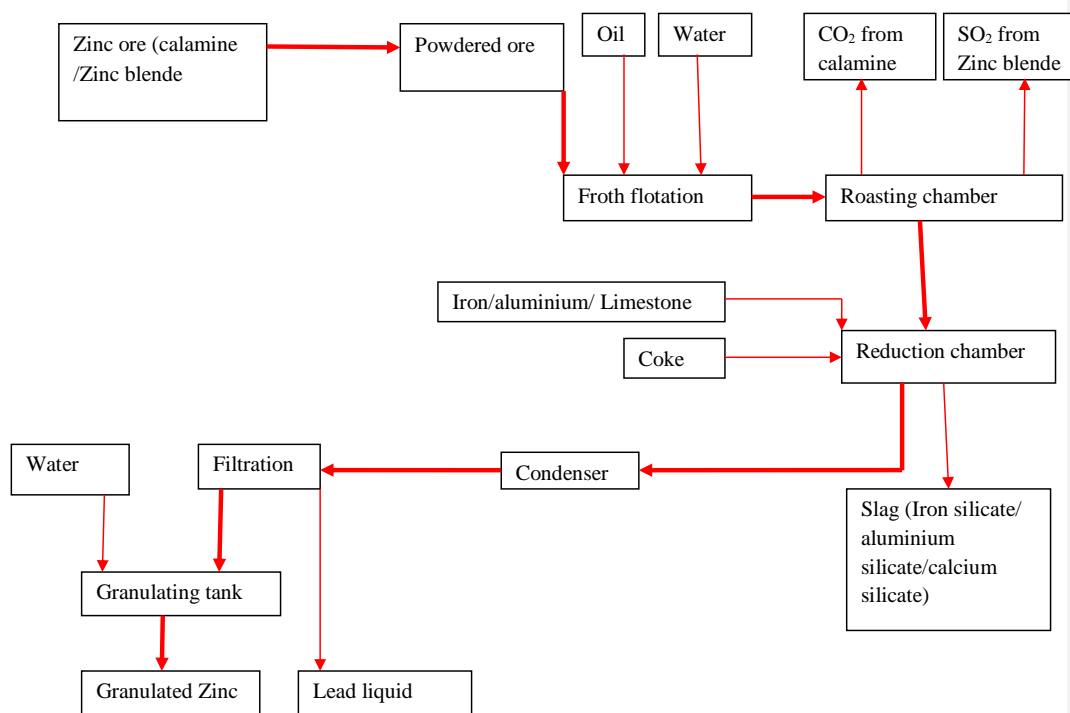 Zinc ore (calamine
/Zinc blende
Powdered ore
Oil
Water
CO₂ from
calamine
SO₂ from
Zinc blende
Froth flotation
Roasting chamber
Iron/aluminium/ Limestone
Coke
Reduction chamber
Water
Filtration
Condenser
Slag (Iron silicate/
aluminium
silicate/calcium
silicate)
Granulating tank
Granulated Zinc
Lead liquid